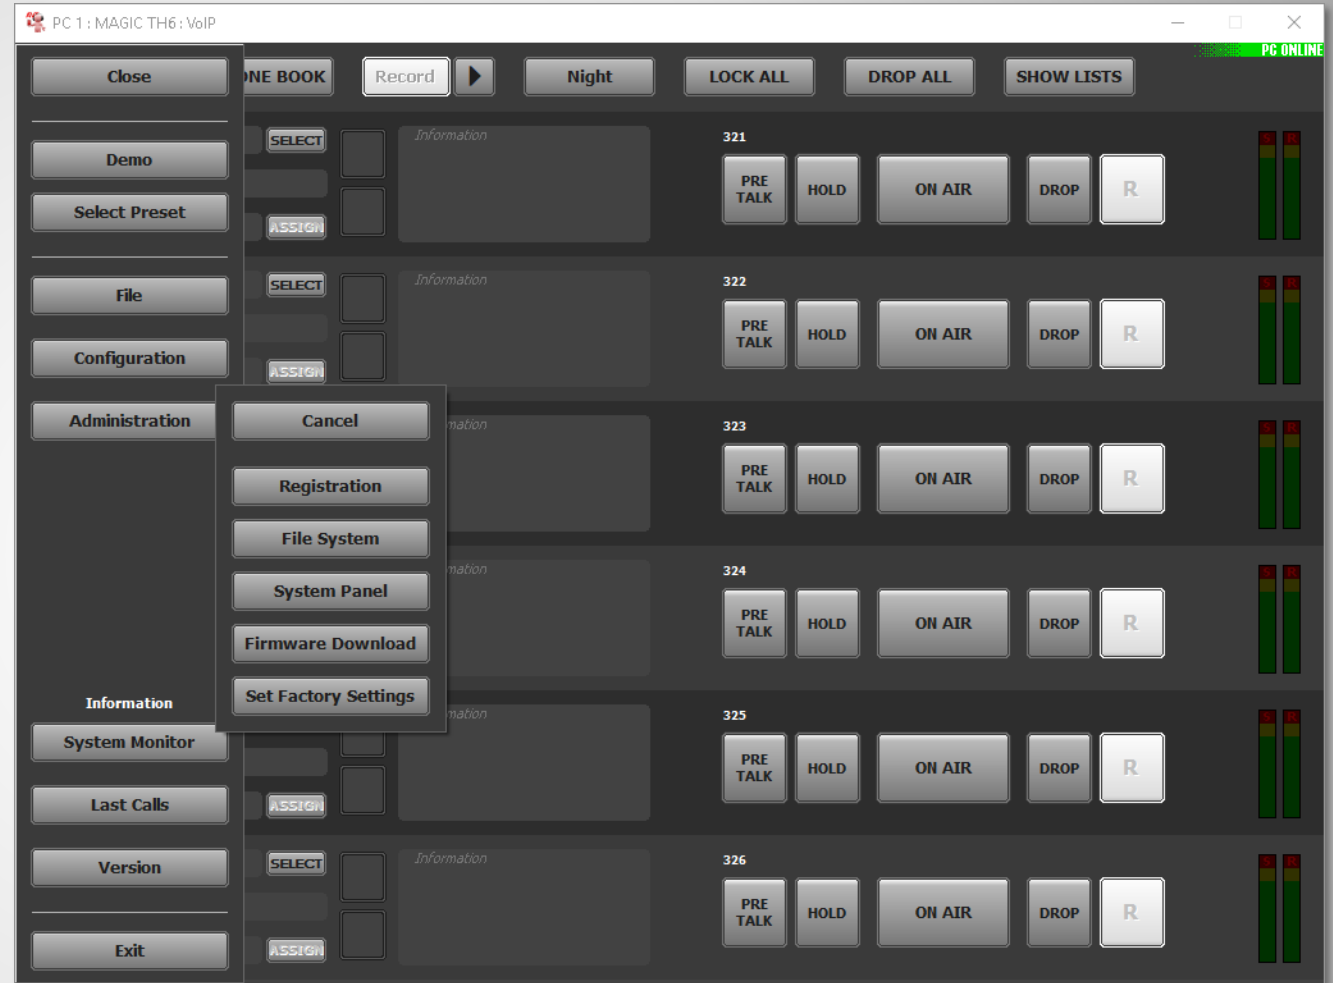 PC 1 : MAGIC TH6 : VoIP
PC ONLINE
Close
ONE BOOK
Record
Night
LOCK ALL
DROP ALL
SHOW LISTS
Demo
Select Preset
File
Configuration
Administration
Cancel
Registration
File System
System Panel
Firmware Download
Set Factory Settings
Information
System Monitor
Last Calls
Version
Exit
SELECT
ASSIGN
Information
321
PRE
TALK
HOLD
ON AIR
DROP
R
S R
SELECT
ASSIGN
Information
322
PRE
TALK
HOLD
ON AIR
DROP
R
S R
mation
323
PRE
TALK
HOLD
ON AIR
DROP
R
S R
mation
324
PRE
TALK
HOLD
ON AIR
DROP
R
S R
ASSIGN
mation
325
PRE
TALK
HOLD
ON AIR
DROP
R
S R
SELECT
ASSIGN
Information
326
PRE
TALK
HOLD
ON AIR
DROP
R
S R